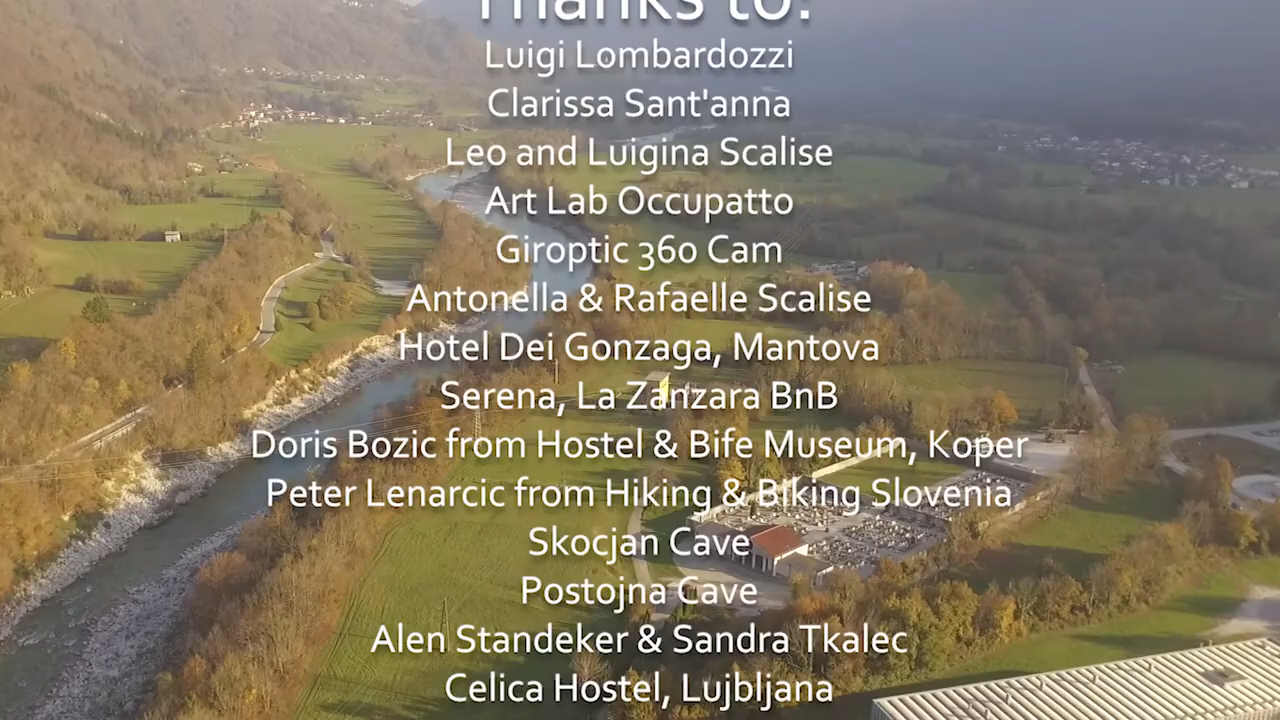 Thanks to:
Luigi Lombardozzi
Clarissa Sant'anna
Leo and Luigina Scalise
Art Lab Occupatto
Giroptic 360 Cam
Antonella & Rafaelle Scalise
Hotel Dei Gonzaga, Mantova
Serena, La Zanzara BnB
Doris Bozic from Hostel & Bife Museum, Koper
Peter Lenarcic from Hiking & Biking Slovenia
Skocjan Cave
Postojna Cave
Alen Standeker & Sandra Tkalec
Celica Hostel, Lujbljana